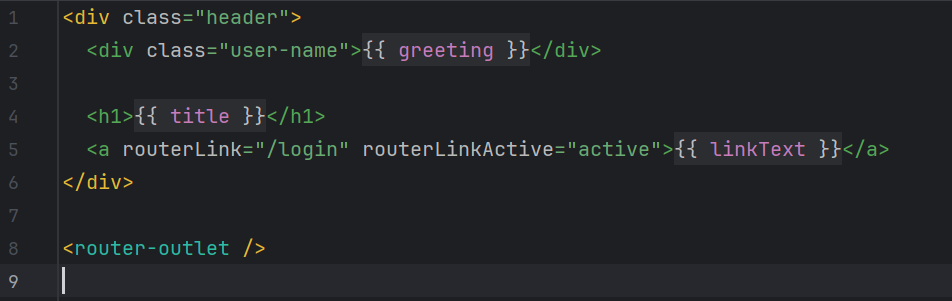 1 <div class="header">
2   <div class="user-name">{{ greeting }}</div>
3
4   <h1>{{ title }}</h1>
5   <a routerLink="/login" routerLinkActive="active">{{ linkText }}</a>
6 </div>
7
8 <router-outlet />
9